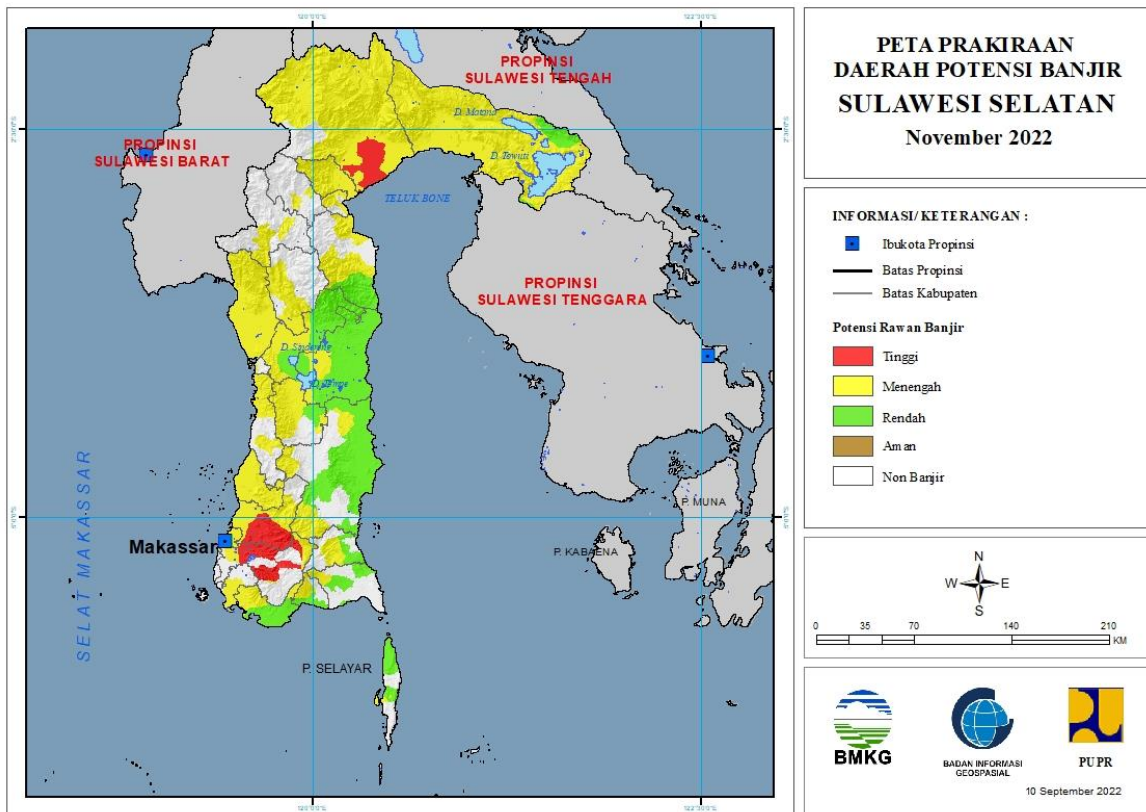 PETA PRAKIRAAN
DAERAH POTENSI BANJIR
SULAWESI SELATAN
November 2022
INFORMASI/ KETERANGAN :
Ibukota Propinsi
Batas Propinsi
Batas Kabupaten
Potensi Rawan Banjir
Tinggi
Menengah
Rendah
Aman
Non Banjir
N
W
E
S
0 35 70 140 210
KM
BMKG
BADAN INFORMASI
GEOSPASIAL
PUPR
10 September 2022
PROPINSI
SULAWESI TENGAH
PROPINSI
SULAWESI BARAT
D. Matano
D. Towuti
TELUK BONE
PROPINSI
SULAWESI TENGGARA
D. Sindereng
D. Tempe
SELAT MAKASSAR
Makassar
P. MUNA
P. KABAENA
P. SELAYAR